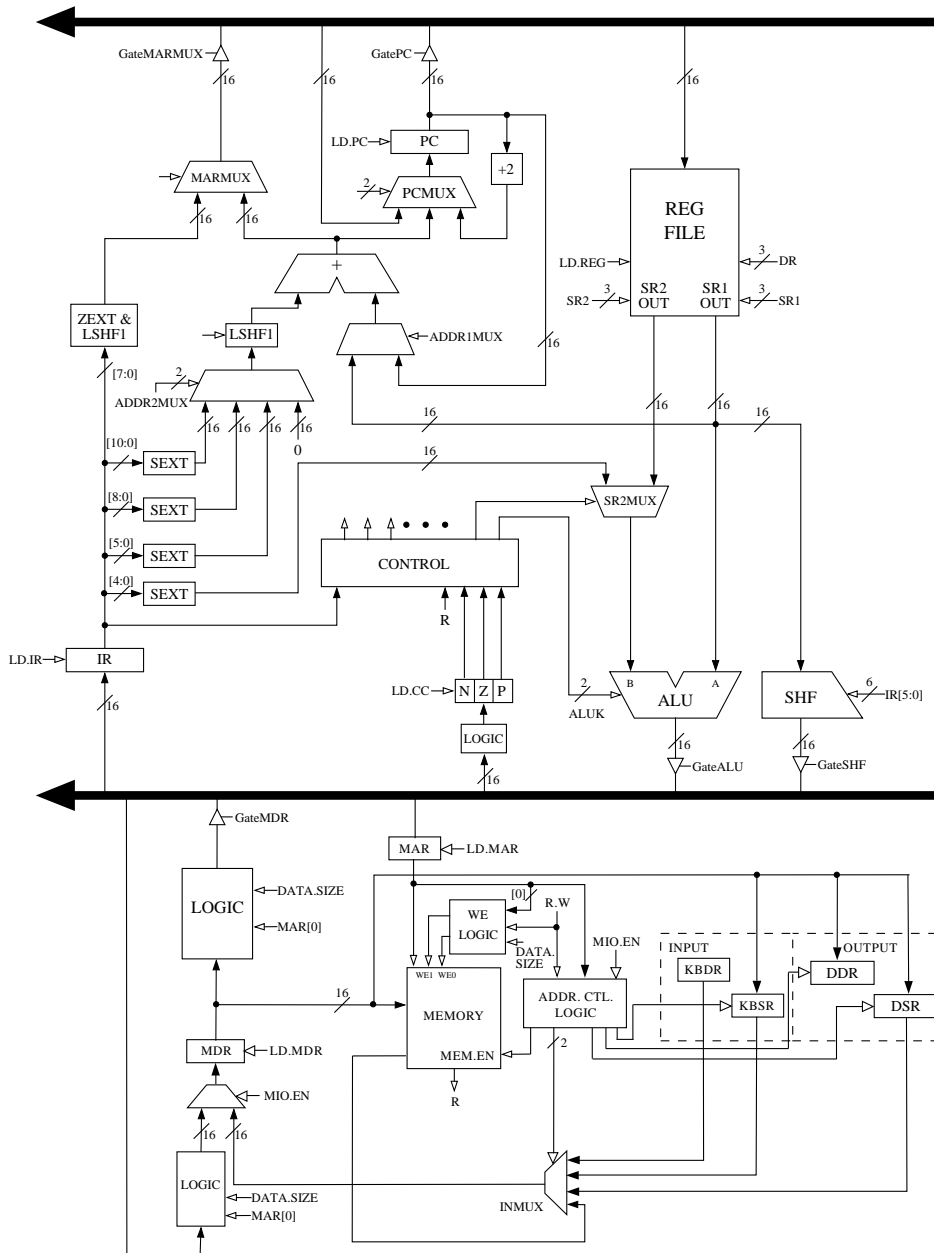 GateMARMUX
16
16
GatePC
16
16
LD.PC
PC
+2
MARMUX
2
PCMUX
REG
FILE
16
16
LD.REG
3
DR
+
SR2
3
SR2
OUT
SR1
OUT
3
SR1
ZEXT &
LSHF1
LSHF1
ADDR1MUX
16
[7:0]
2
ADDR2MUX
16
16
16
16
0
16
16
16
16
[10:0]
SEXT
16
[8:0]
SEXT
SR2MUX
[5:0]
SEXT
CONTROL
[4:0]
SEXT
R
LD.IR
IR
16
LD.CC
N
Z
P
2
ALUK
B
A
ALU
SHF
6
IR[5:0]
LOGIC
16
16
16
GateALU
GateSHF
GateMDR
MAR
LD.MAR
LOGIC
DATA.SIZE
MAR[0]
[0]
WE
LOGIC
R.W
DATA.
SIZE
MIO.EN
INPUT
OUTPUT
KBDR
DDR
WE1
WE0
16
MEMORY
ADDR. CTL.
LOGIC
KBSR
DSR
MDR
LD.MDR
MEM.EN
2
MIO.EN
R
16
16
LOGIC
DATA.SIZE
MAR[0]
INMUX